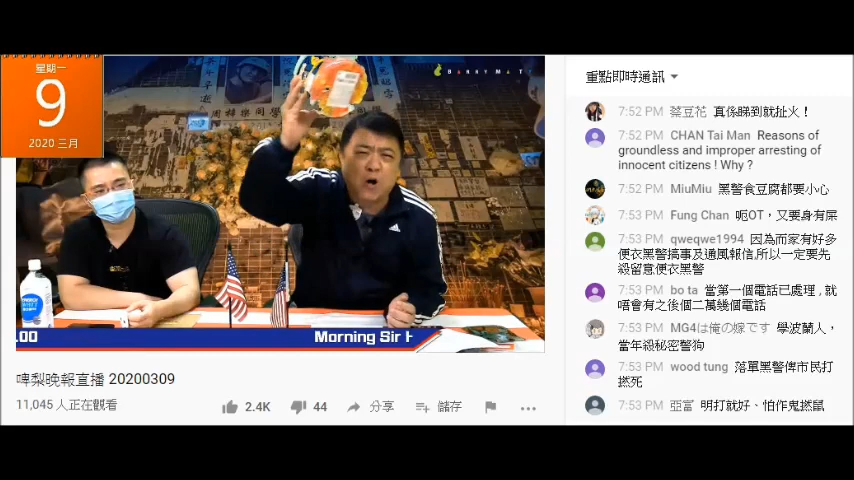 星期一
9
2020 三月
BARRY MAT
.00
Morning Sir H
啤梨晚報直播 20200309
11,045 人正在觀看
2.4K
44
分享
儲存
重點即時通訊
7:52 PM 菜豆花 真係睇到就扯火！
7:52 PM CHAN Tai Man Reasons of
groundless and improper arresting of
innocent citizens ! Why ?
7:52 PM MiuMiu 黑警食豆腐都要小心
7:53 PM Fung Chan 呃OT，又要身有屎
7:53 PM qweqwe1994 因為而家有好多
便衣黑警搞事及通風報信,所以一定要先
殺留意便衣黑警
7:53 PM bo ta 當第一個電話已處理 , 就
唔會有之後個二萬幾個電話
7:53 PM MG4は俺の嫁です 學波蘭人，
當年殺秘密警狗
7:53 PM wood tung 落單黑警俾市民打
撚死
7:53 PM 亞富 明打就好、怕作鬼撚鼠